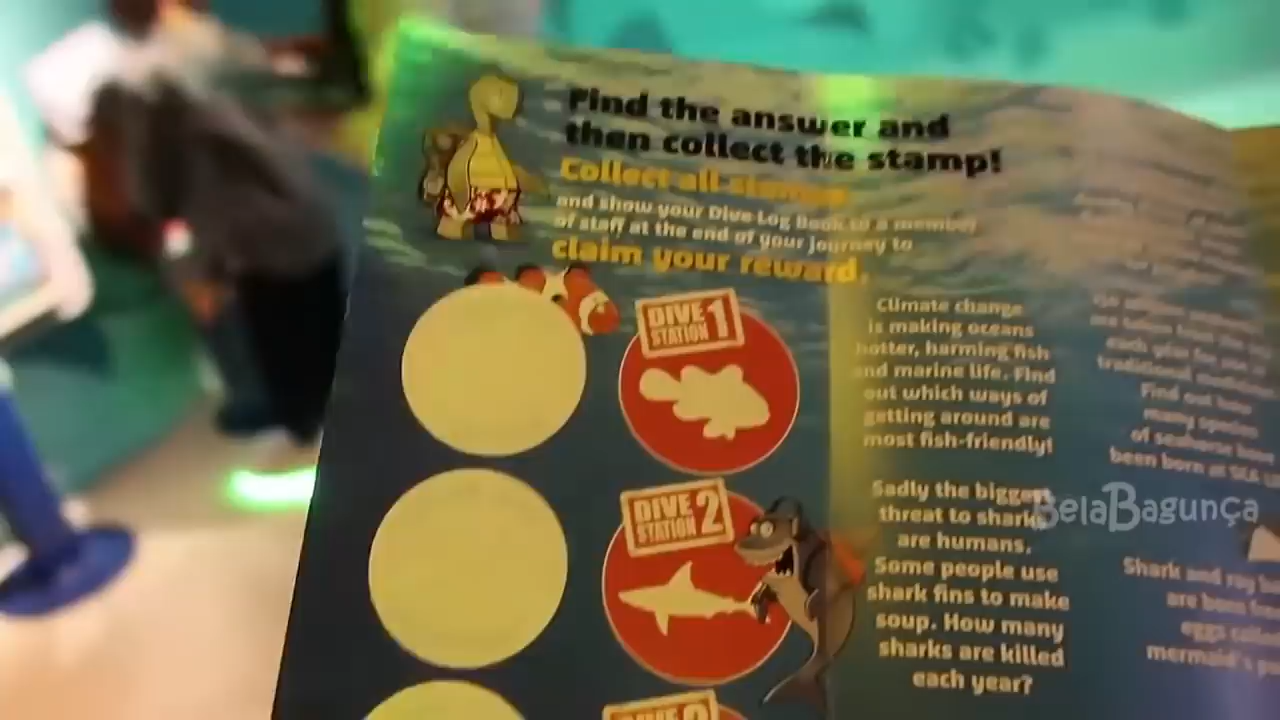 Find the answer and
then collect the stamp!
Collect all stamps
and show your Dive Log Book to a member
of staff at the end of your journey to
claim your reward.
DIVE
STATION 1
Climate change
is making oceans
hotter, harming fish
and marine life. Find
out which ways of
getting around are
most fish-friendly!
Find out how
many species
of seahorse have
been born at
DIVE
STATION 2
Sadly the biggest
threat to sharks
are humans.
Some people use
shark fins to make
soup. How many
sharks are killed
each year?
BelaBagunça
Shark and ray
are born
eggs
mermaid's
DIVE